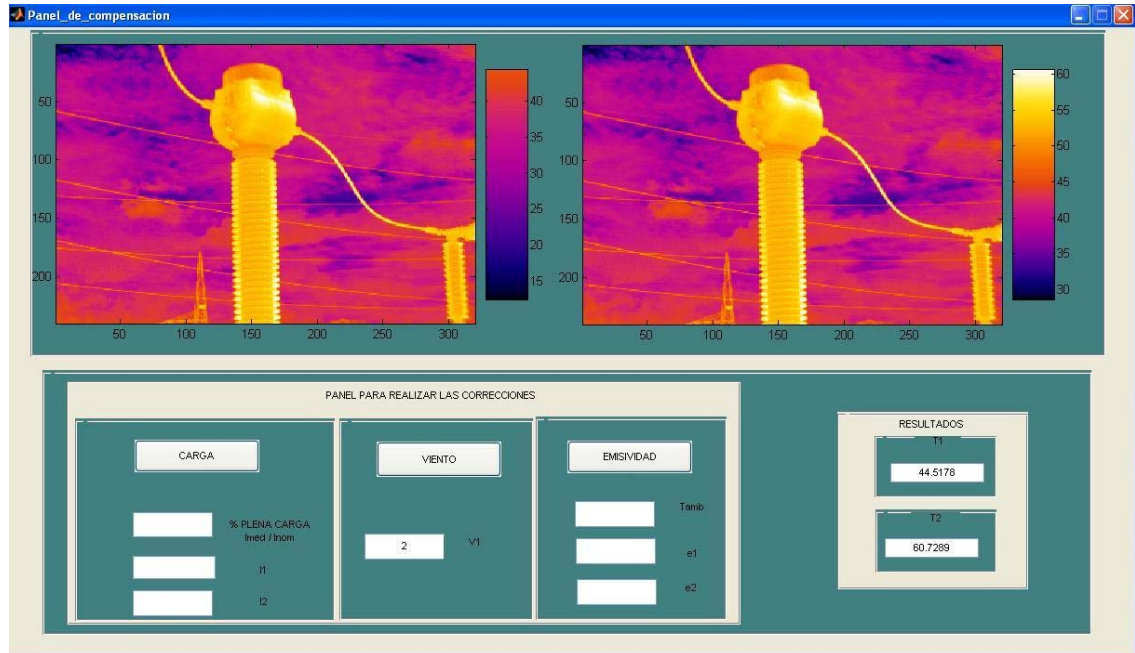 Panel_de_compensacion
50
100
150
200
50 100 150 200 250 300
40
35
30
25
20
15
50
100
150
200
50 100 150 200 250 300
60
55
50
45
40
35
30
PANEL PARA REALIZAR LAS CORRECCIONES
CARGA
% PLENA CARGA
Imed / Inom
I1
I2
VIENTO
2 V1
EMISIVIDAD
Tamb
e1
e2
RESULTADOS
T1
44.5178
T2
60.7289